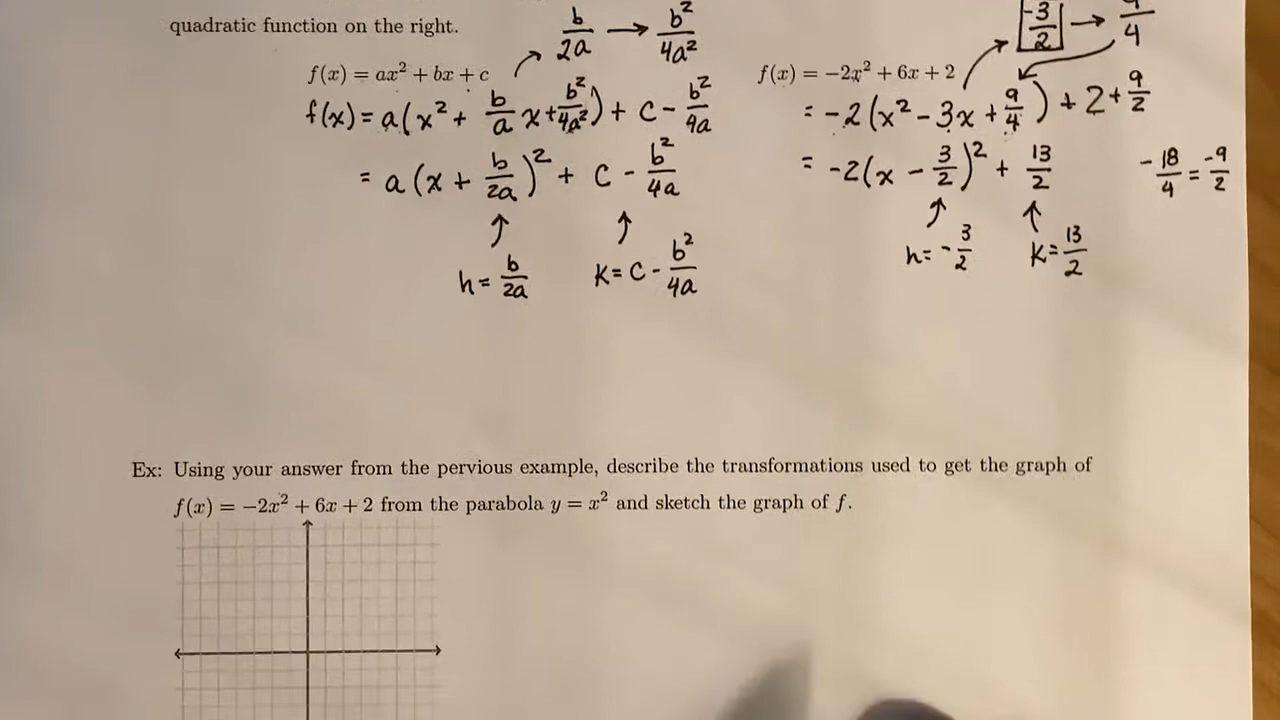 quadratic function on the right.
b/2a → b²/4a²
-3/2 → 9/4
f(x) = ax² + bx + c
f(x) = −2x² + 6x + 2
f(x) = a(x² + b/a x + b²/4a²) + c - b²/4a
= -2(x² - 3x + 9/4) + 2 + 9/2
= a(x + b/2a)² + c - b²/4a
= -2(x - 3/2)² + 13/2
-18/4 = -9/2
h = b/2a
K = c - b²/4a
h = -3/2
K = 13/2
Ex: Using your answer from the pervious example, describe the transformations used to get the graph of
f(x) = −2x² + 6x + 2 from the parabola y = x² and sketch the graph of f.